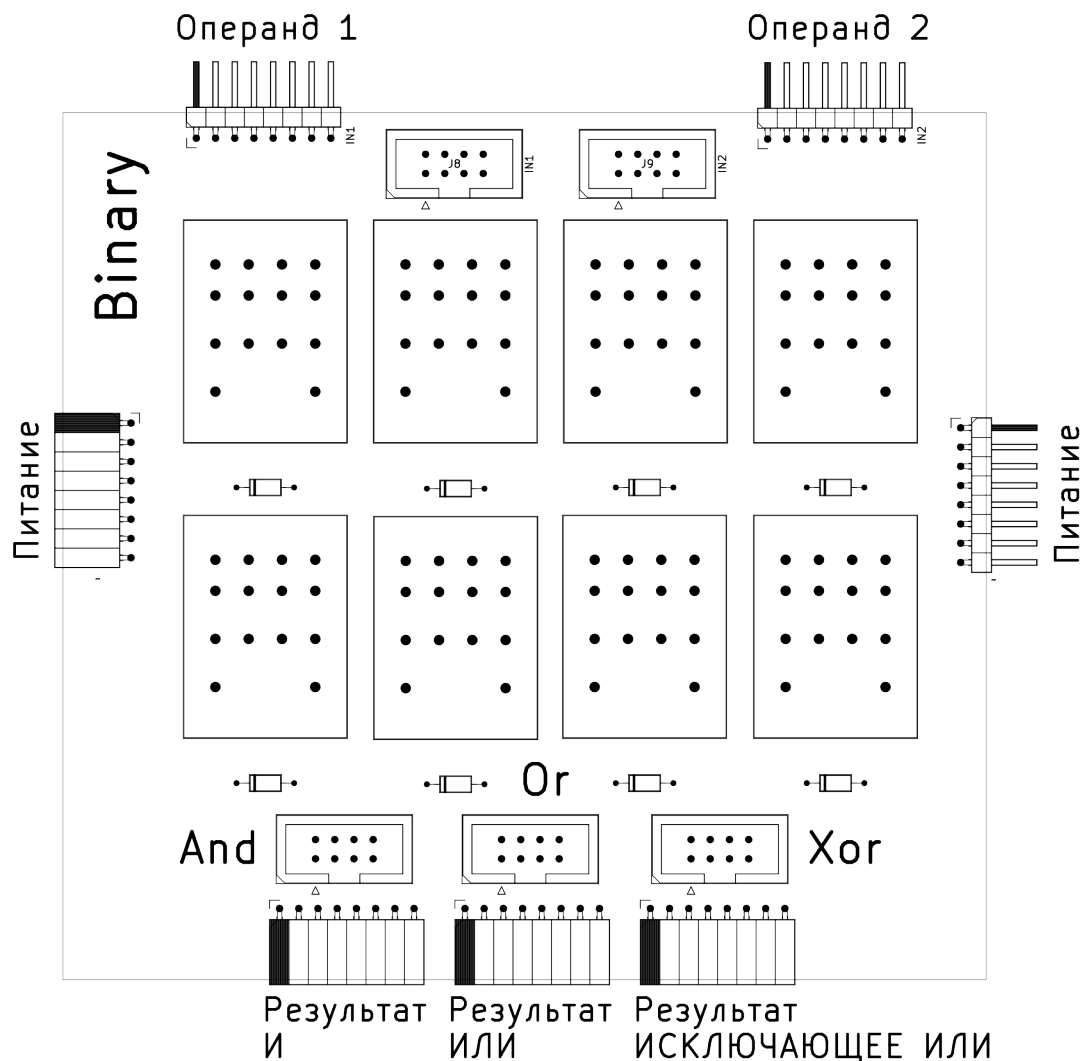 Операнд 1
Операнд 2
IN1
IN2
Binary
J8
IN1
J9
IN2
Питание
Питание
~
~
Or
And
Xor
Результат
И
Результат
ИЛИ
Результат
ИСКЛЮЧАЮЩЕЕ ИЛИ